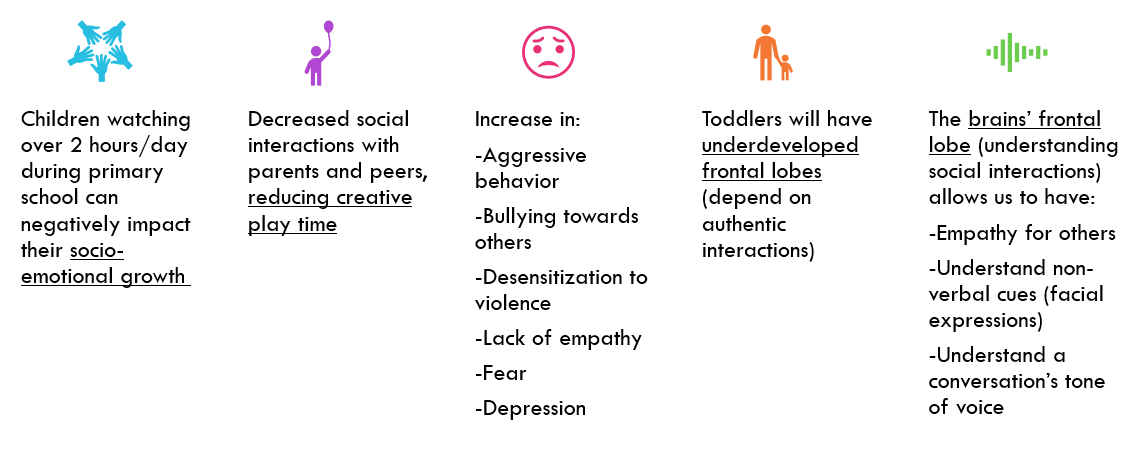 Children watching
over 2 hours/day
during primary
school can
negatively impact
their socio-
emotional growth
Decreased social
interactions with
parents and peers,
reducing creative
play time
Increase in:
-Aggressive
behavior
-Bullying towards
others
-Desensitization to
violence
-Lack of empathy
-Fear
-Depression
Toddlers will have
underdeveloped
frontal lobes
(depend on
authentic
interactions)
The brains’ frontal
lobe (understanding
social interactions)
allows us to have:
-Empathy for others
-Understand non-
verbal cues (facial
expressions)
-Understand a
conversation’s tone
of voice